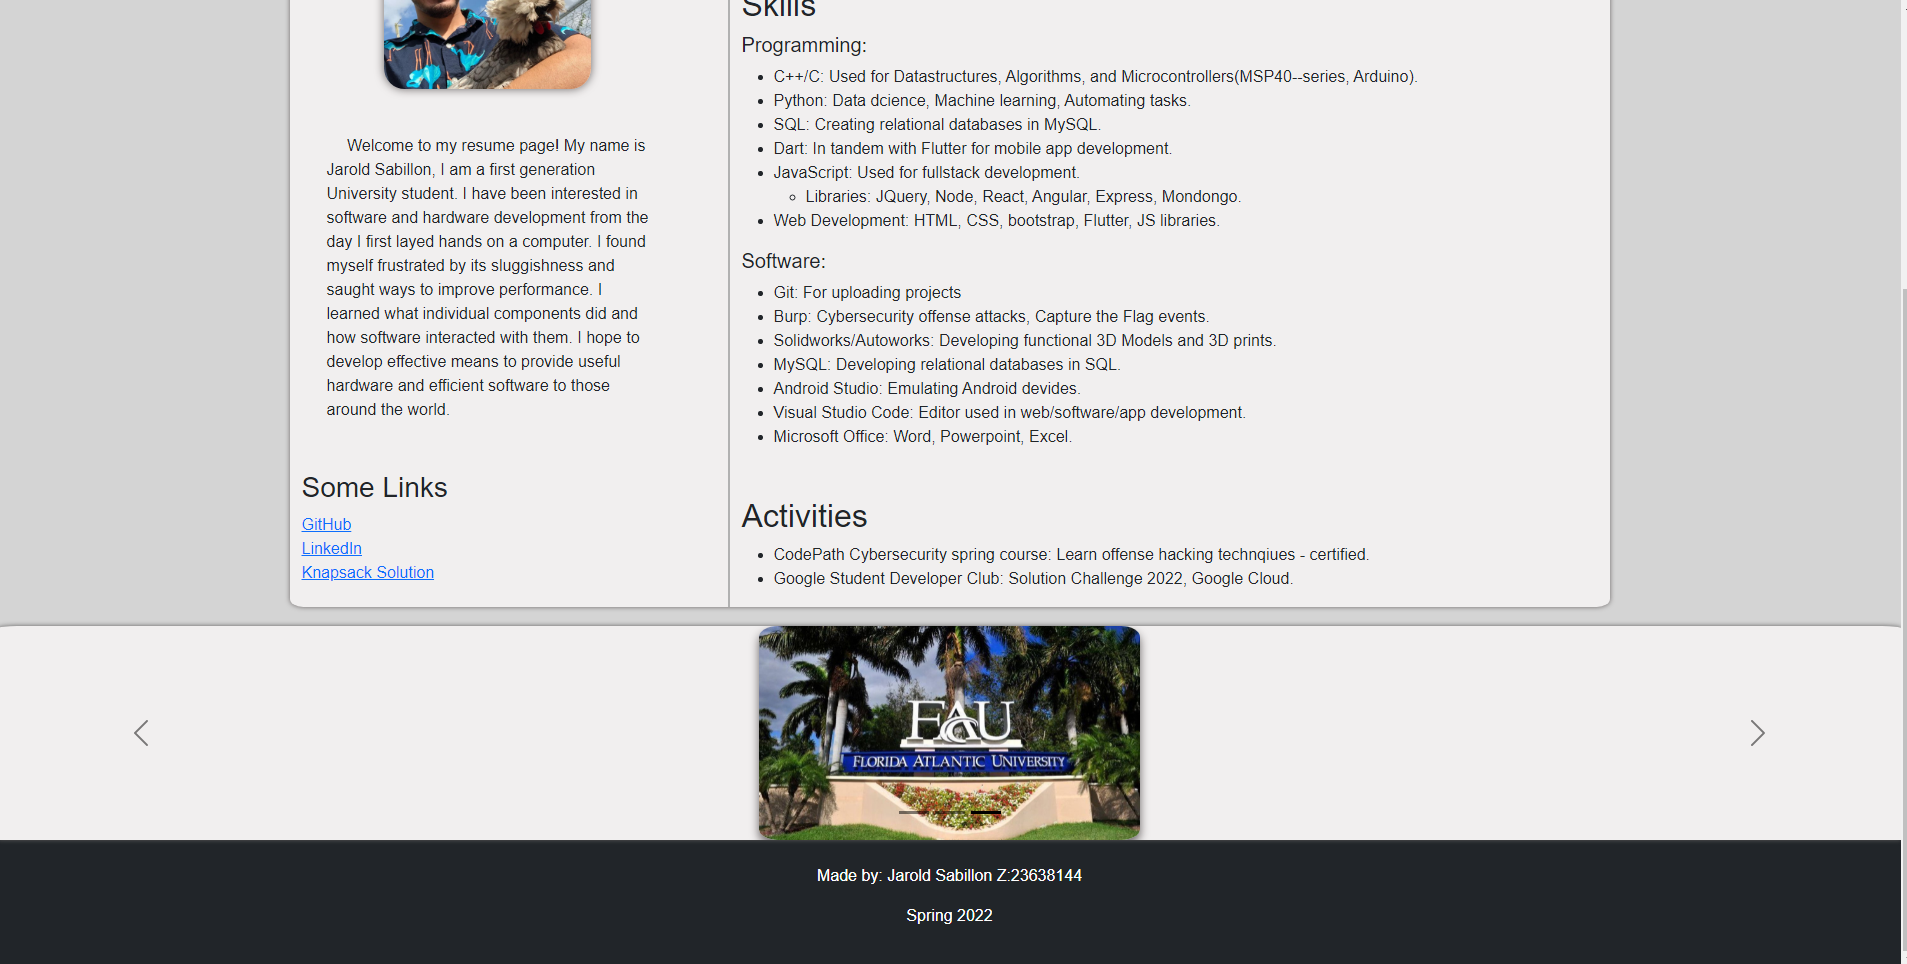 Welcome to my resume page! My name is
Jarold Sabillon, I am a first generation
University student. I have been interested in
software and hardware development from the
day I first layed hands on a computer. I found
myself frustrated by its sluggishness and
saught ways to improve performance. I
learned what individual components did and
how software interacted with them. I hope to
develop effective means to provide useful
hardware and efficient software to those
around the world.
Some Links
GitHub
LinkedIn
Knapsack Solution
Skills
Programming:
C++/C: Used for Datastructures, Algorithms, and Microcontrollers(MSP40--series, Arduino).
Python: Data dcience, Machine learning, Automating tasks.
SQL: Creating relational databases in MySQL.
Dart: In tandem with Flutter for mobile app development.
JavaScript: Used for fullstack development.
Libraries: JQuery, Node, React, Angular, Express, Mondongo.
Web Development: HTML, CSS, bootstrap, Flutter, JS libraries.
Software:
Git: For uploading projects
Burp: Cybersecurity offense attacks, Capture the Flag events.
Solidworks/Autoworks: Developing functional 3D Models and 3D prints.
MySQL: Developing relational databases in SQL.
Android Studio: Emulating Android devides.
Visual Studio Code: Editor used in web/software/app development.
Microsoft Office: Word, Powerpoint, Excel.
Activities
CodePath Cybersecurity spring course: Learn offense hacking technqiues - certified.
Google Student Developer Club: Solution Challenge 2022, Google Cloud.
FAU
FLORIDA ATLANTIC UNIVERSITY
Made by: Jarold Sabillon Z:23638144
Spring 2022